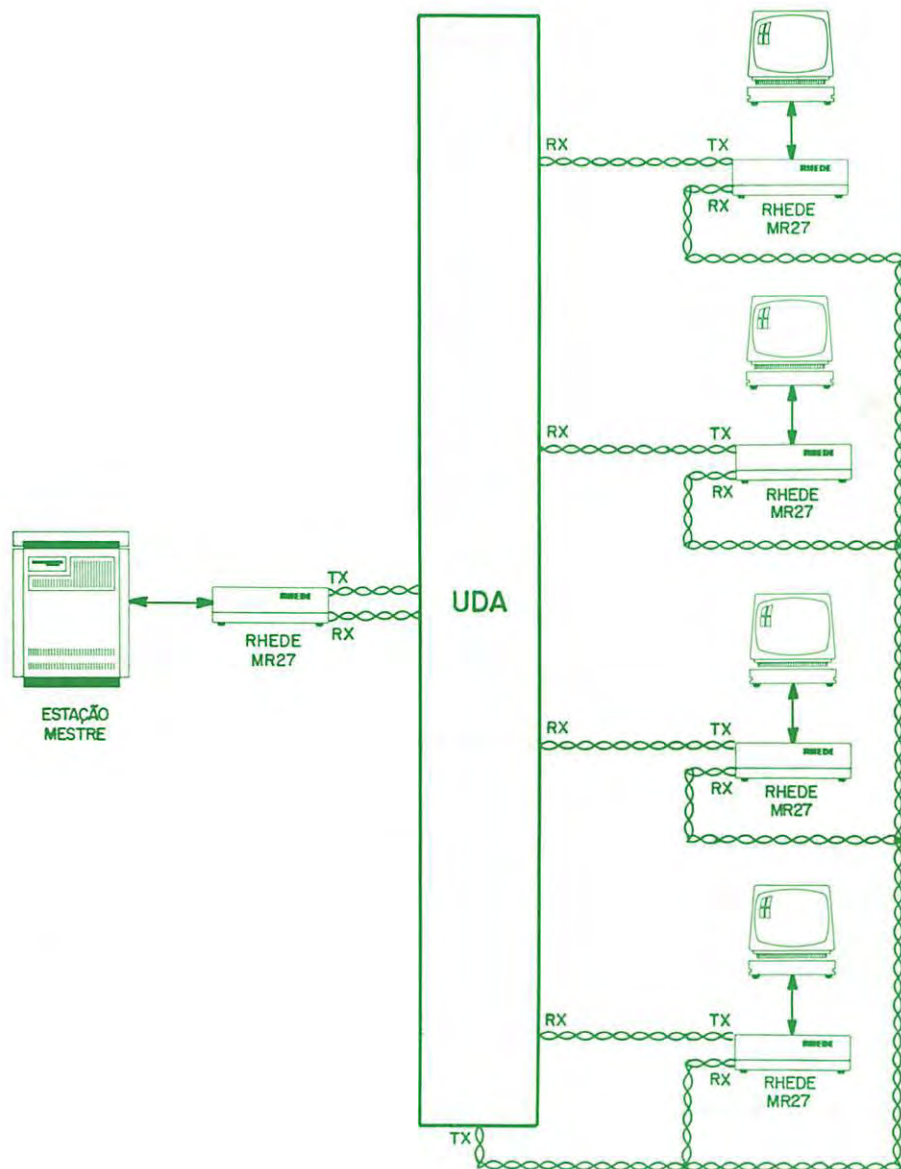 RX
TX
RHEDE
RX
RHEDE
MR27
RX
TX
RHEDE
RX
RHEDE
MR27
TX
RHEDE
RX
RHEDE
MR27
ESTAÇÃO
MESTRE
UDA
RX
TX
RHEDE
RX
RHEDE
MR27
RX
TX
RHEDE
RX
RHEDE
MR27
TX